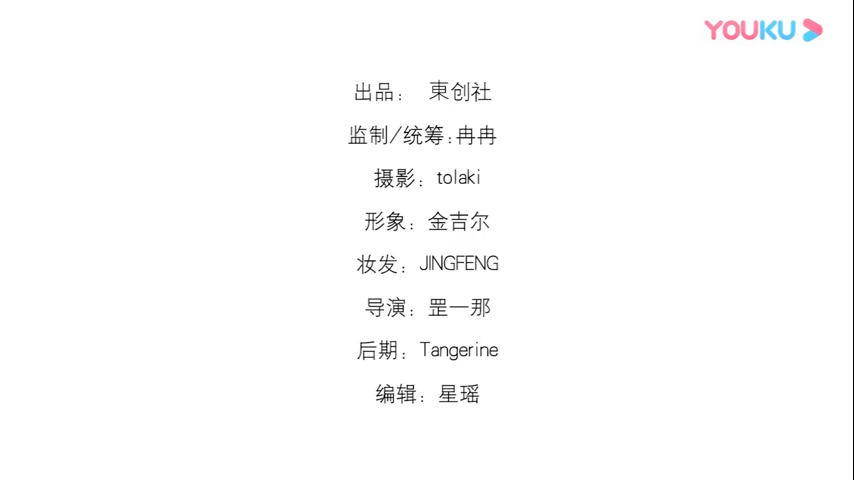 YOUKU
出品： 東创社
监制/统筹：冉冉
摄影：tolaki
形象：金吉尔
妆发：JINGFENG
导演：罡一那
后期：Tangerine
编辑：星瑶